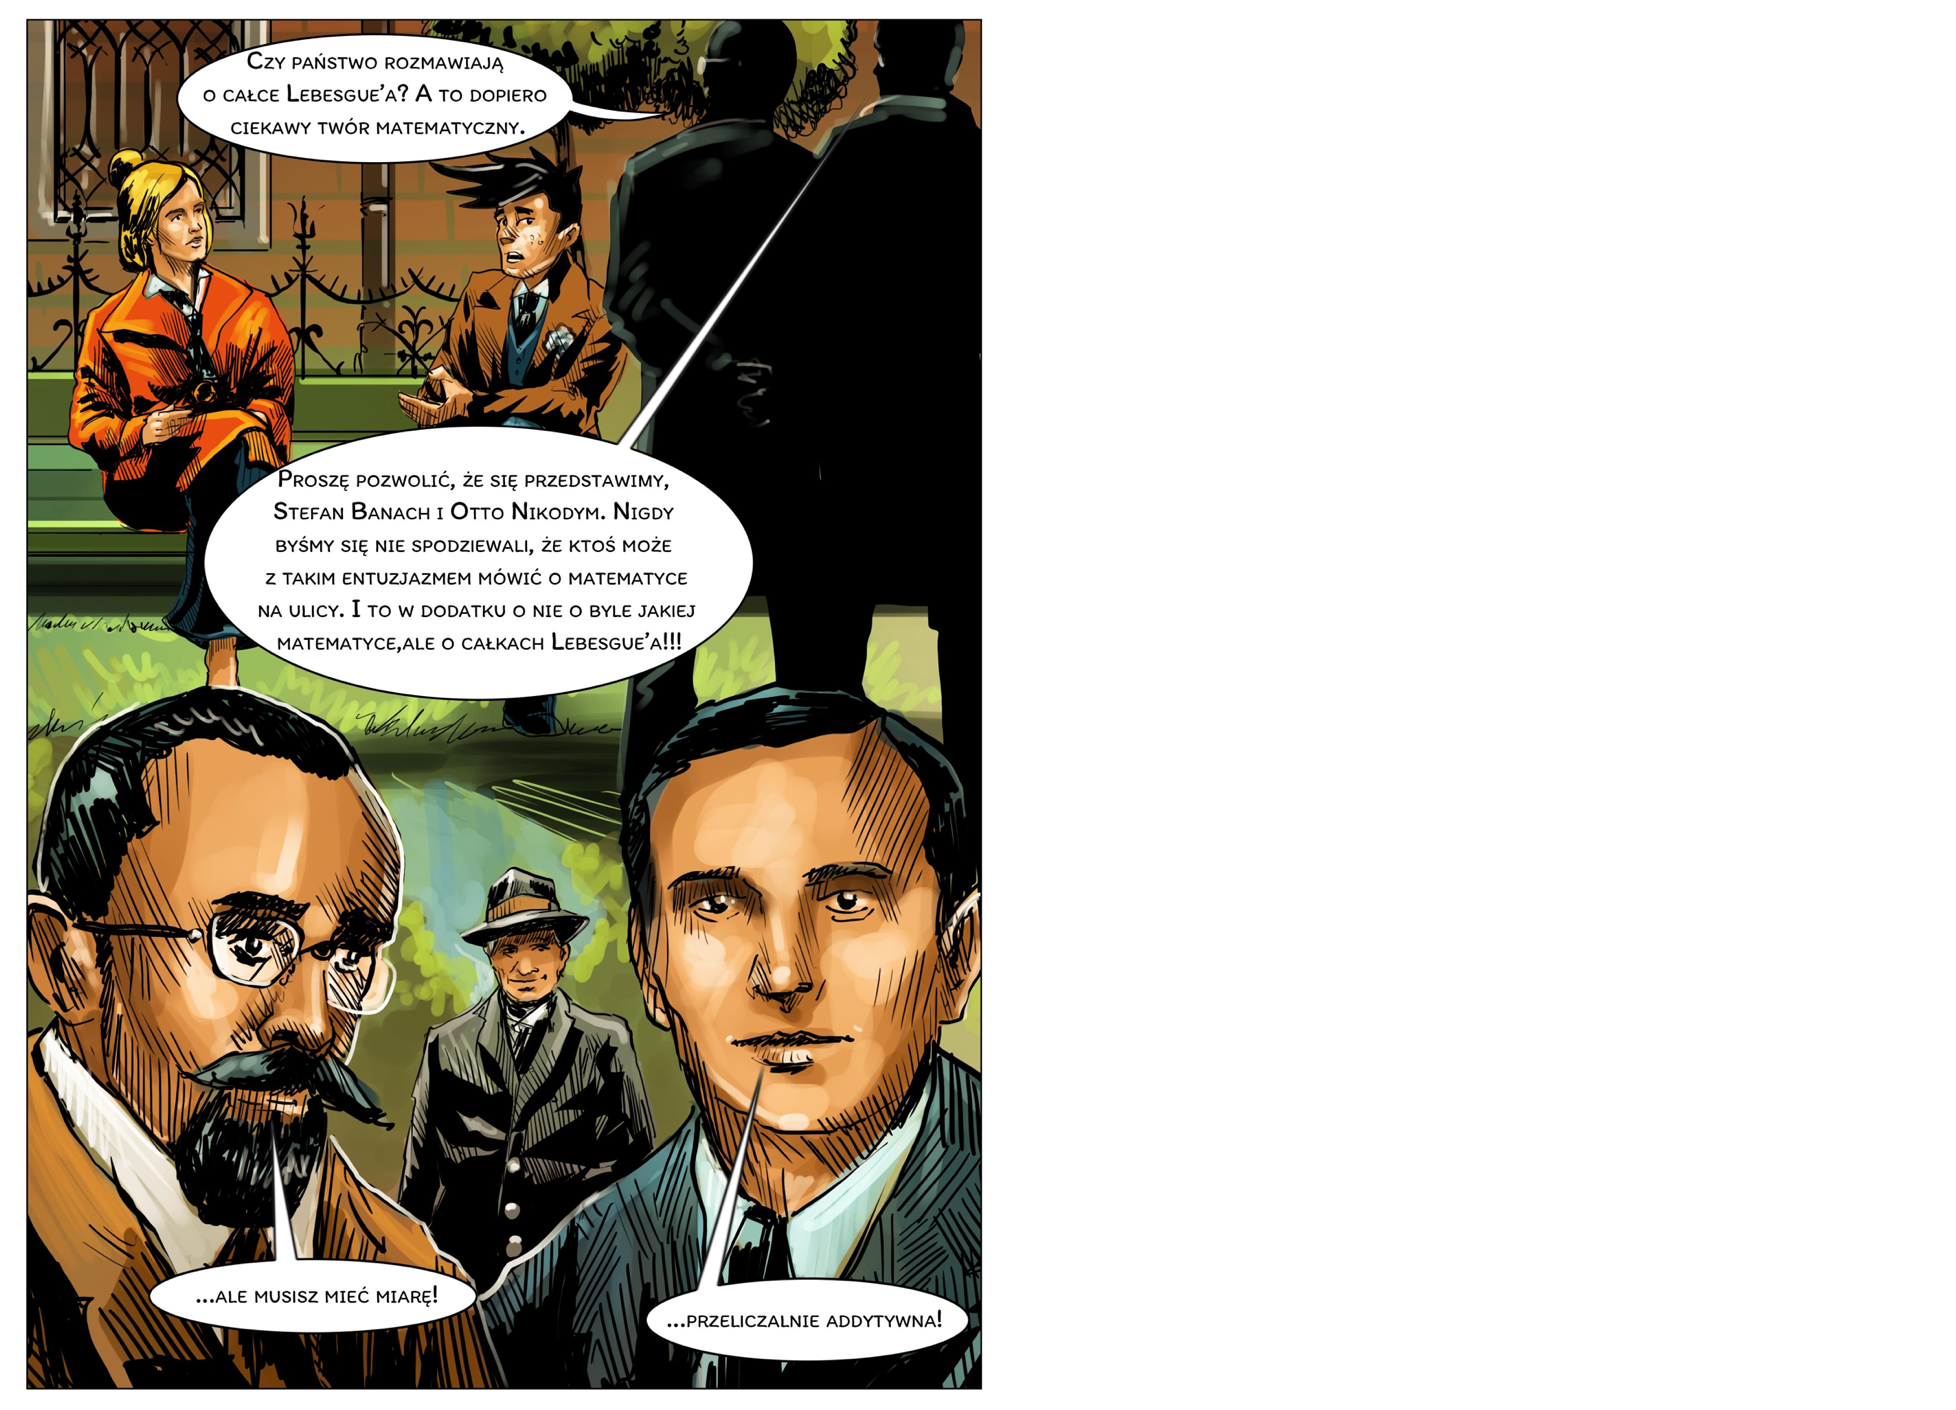 Czy państwo rozmawiają
o całce Lebesgue’a? A to dopiero
ciekawy twór matematyczny.
Proszę pozwolić, że się przedstawimy,
Stefan Banach i Otto Nikodym. Nigdy
byśmy się nie spodziewali, że ktoś może
z takim entuzjazmem mówić o matematyce
na ulicy. I to w dodatku o nie o byle jakiej
matematyce,ale o całkach Lebesgue’a!!!
...ale musisz mieć miarę!
...przeliczalnie addytywna!